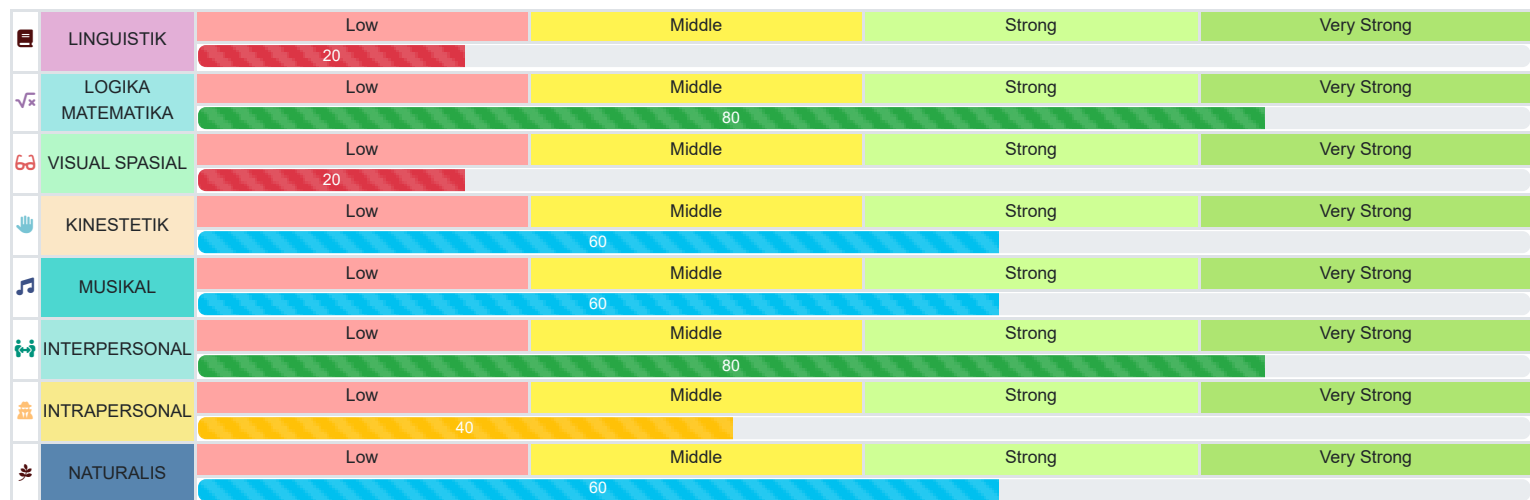 Low Middle Strong Very Strong
LINGUISTIK
20
LOGIKA
MATEMATIKA
Low Middle Strong Very Strong
80
VISUAL SPASIAL
Low Middle Strong Very Strong
20
KINESTETIK
Low Middle Strong Very Strong
60
MUSIKAL
Low Middle Strong Very Strong
60
INTERPERSONAL
Low Middle Strong Very Strong
80
INTRAPERSONAL
Low Middle Strong Very Strong
40
NATURALIS
Low Middle Strong Very Strong
60